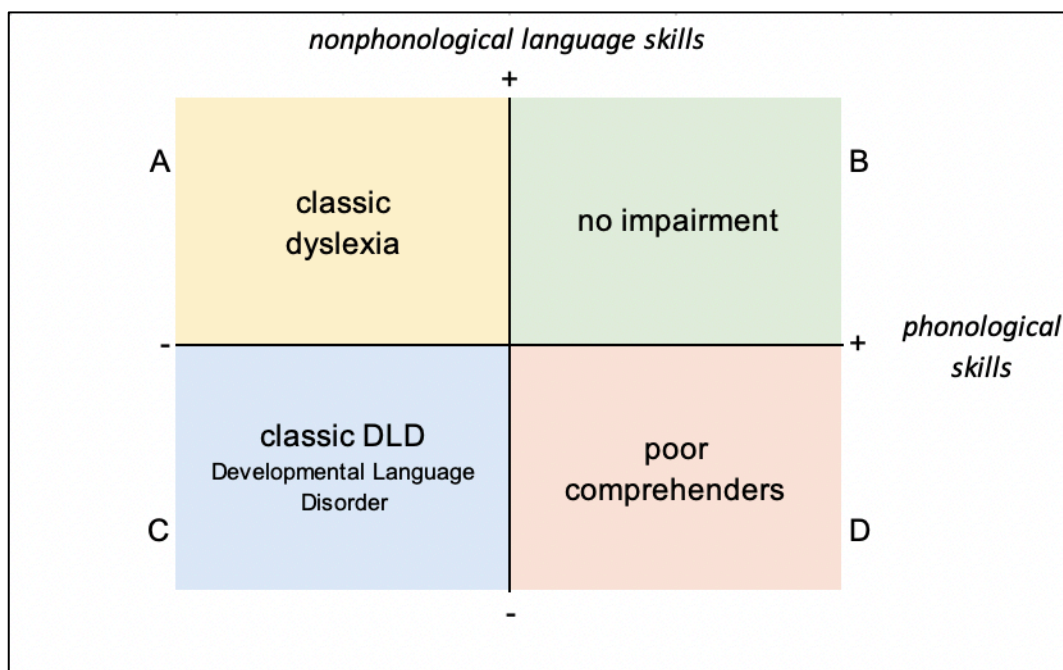 nonphonological language skills
+
A
B
classic
dyslexia
no impairment
-
+
phonological
skills
classic DLD
Developmental Language
Disorder
poor
comprehenders
C
D
-